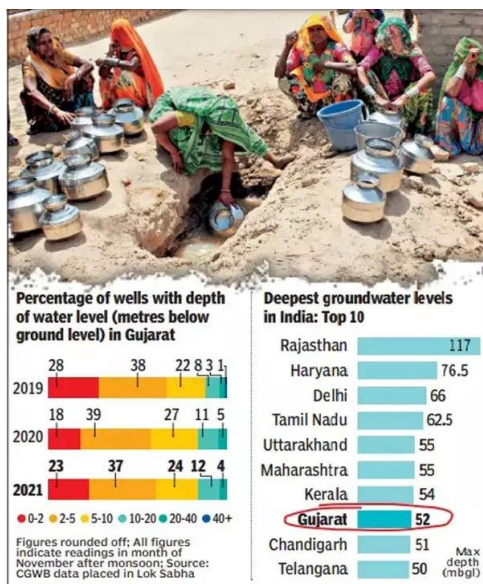 Percentage of wells with depth
of water level (metres below
ground level) in Gujarat
28 38 22 8 3 1
2019
18 39 27 11 5
2020
23 37 24 12 4
2021
0-2 2-5 5-10 10-20 20-40 40+
Figures rounded off; All figures
indicate readings in month of
November after monsoon; Source:
CGWB data placed in Lok Sabha
Deepest groundwater levels
in India: Top 10
Rajasthan 117
Haryana 76.5
Delhi 66
Tamil Nadu 62.5
Uttarakhand 55
Maharashtra 55
Kerala 54
Gujarat 52
Chandigarh 51
Telangana 50
Max
depth
(mbgl)